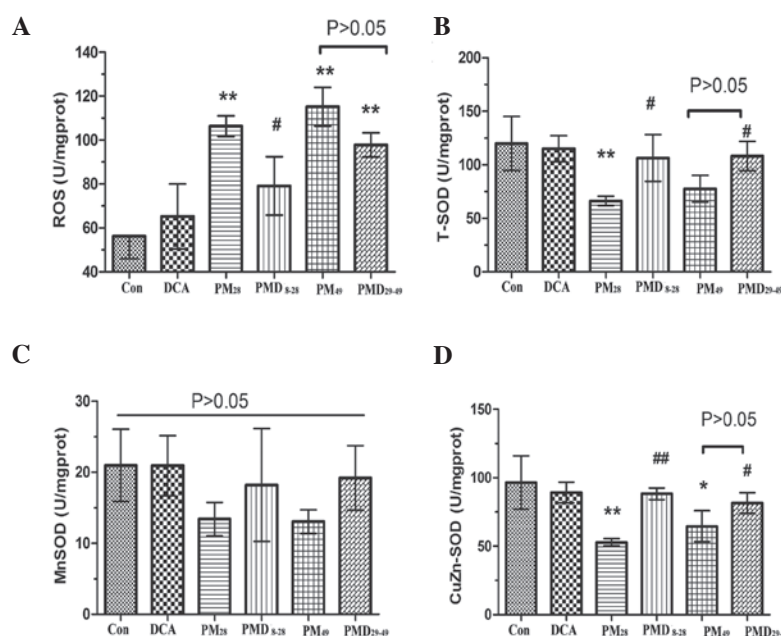 A
P>0.05
ROS (U/mgprot)
140
120
100
80
60
40
**
#
**
**
Con DCA PM28 PMD 8-28 PM49 PMD29-49
B
T-SOD (U/mgprot)
200
150
100
50
0
**
#
P>0.05
#
Con DCA PM28 PMD 8-28 PM49 PMD29-49
C
P>0.05
MnSOD (U/mgprot)
30
20
10
0
Con DCA PM28 PMD 8-28 PM49 PMD29-49
D
CuZn-SOD (U/mgprot)
150
100
50
0
**
##
P>0.05
*
#
Con DCA PM28 PMD 8-28 PM49 PMD29-49